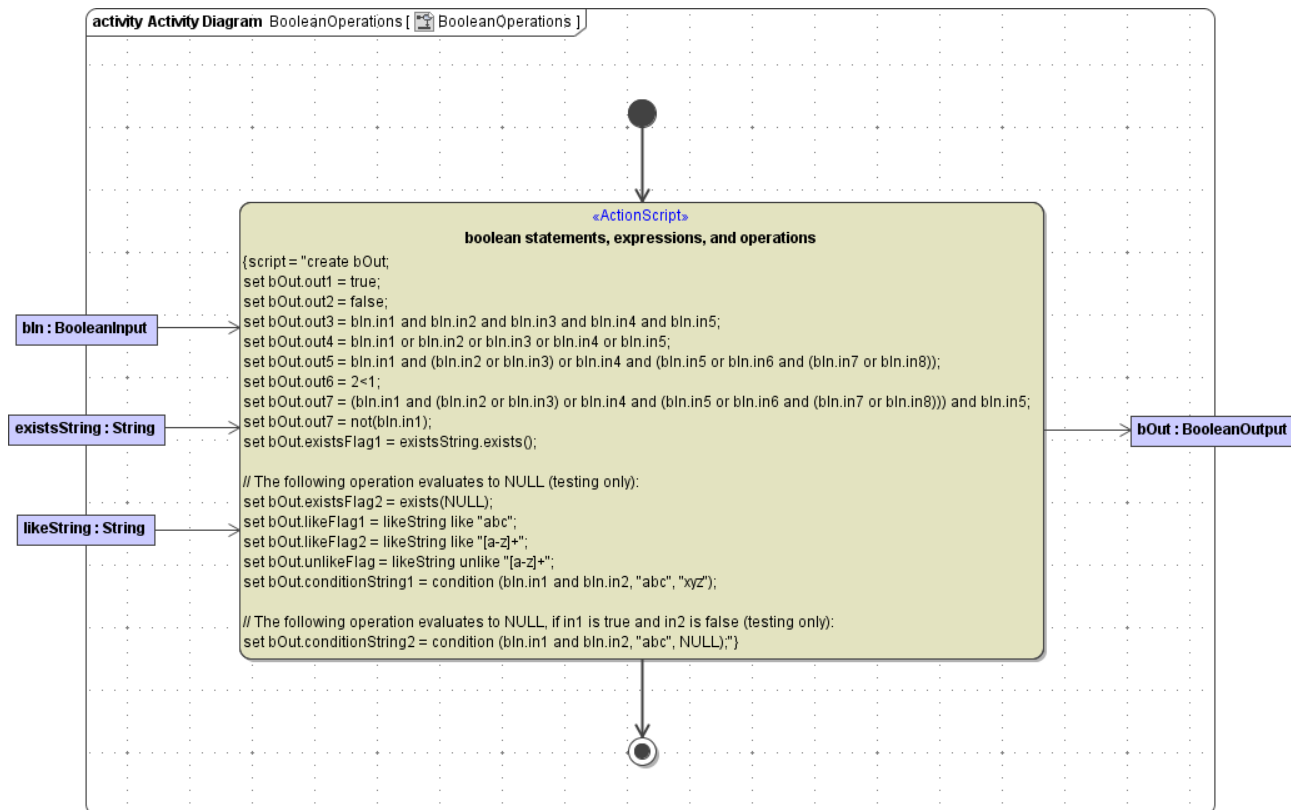 activity Activity Diagram BooleanOperations [ BooleanOperations ]
«ActionScript»
boolean statements, expressions, and operations
{script = "create bOut;
set bOut.out1 = true;
set bOut.out2 = false;
set bOut.out3 = bIn.in1 and bIn.in2 and bIn.in3 and bIn.in4 and bIn.in5;
set bOut.out4 = bIn.in1 or bIn.in2 or bIn.in3 or bIn.in4 or bIn.in5;
set bOut.out5 = bIn.in1 and (bIn.in2 or bIn.in3) or bIn.in4 and (bIn.in5 or bIn.in6 and (bIn.in7 or bIn.in8));
set bOut.out6 = 2<1;
set bOut.out7 = (bIn.in1 and (bIn.in2 or bIn.in3) or bIn.in4 and (bIn.in5 or bIn.in6 and (bIn.in7 or bIn.in8))) and bIn.in5;
set bOut.out7 = not(bIn.in1);
set bOut.existsFlag1 = existsString.exists();
// The following operation evaluates to NULL (testing only):
set bOut.existsFlag2 = exists(NULL);
set bOut.likeFlag1 = likeString like "abc";
set bOut.likeFlag2 = likeString like "[a-z]+";
set bOut.unlikeFlag = likeString unlike "[a-z]+";
set bOut.conditionString1 = condition (bIn.in1 and bIn.in2, "abc", "xyz");
// The following operation evaluates to NULL, if in1 is true and in2 is false (testing only):
set bOut.conditionString2 = condition (bIn.in1 and bIn.in2, "abc", NULL);"}
bIn : BooleanInput
existsString : String
likeString : String
bOut : BooleanOutput